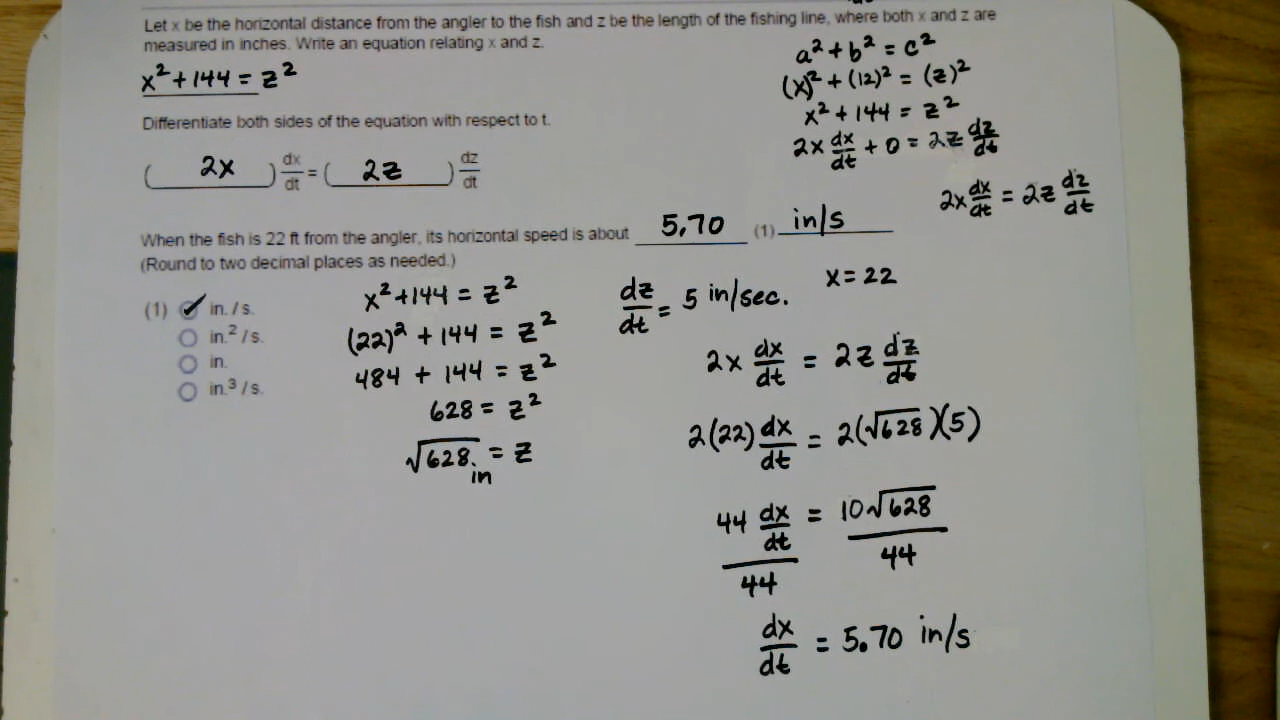 Let x be the horizontal distance from the angler to the fish and z be the length of the fishing line, where both x and z are
measured in inches. Write an equation relating x and z.
x² + 144 = z²
Differentiate both sides of the equation with respect to t.
( 2x ) dx/dt = ( 2z ) dz/dt
When the fish is 22 ft from the angler, its horizontal speed is about 5.70 (1) in/s
(Round to two decimal places as needed.)
(1) in./s.
in.²/s.
in.
in.³/s.
a² + b² = c²
(x)² + (12)² = (z)²
x² + 144 = z²
2x dx/dt + 0 = 2z dz/dt
2x dx/dt = 2z dz/dt
x² + 144 = z²
(22)² + 144 = z²
484 + 144 = z²
628 = z²
√628 in = z
dz/dt = 5 in/sec. x = 22
2x dx/dt = 2z dz/dt
2(22) dx/dt = 2(√628)(5)
44 dx/dt = 10√628
44 44
dx/dt = 5.70 in/s